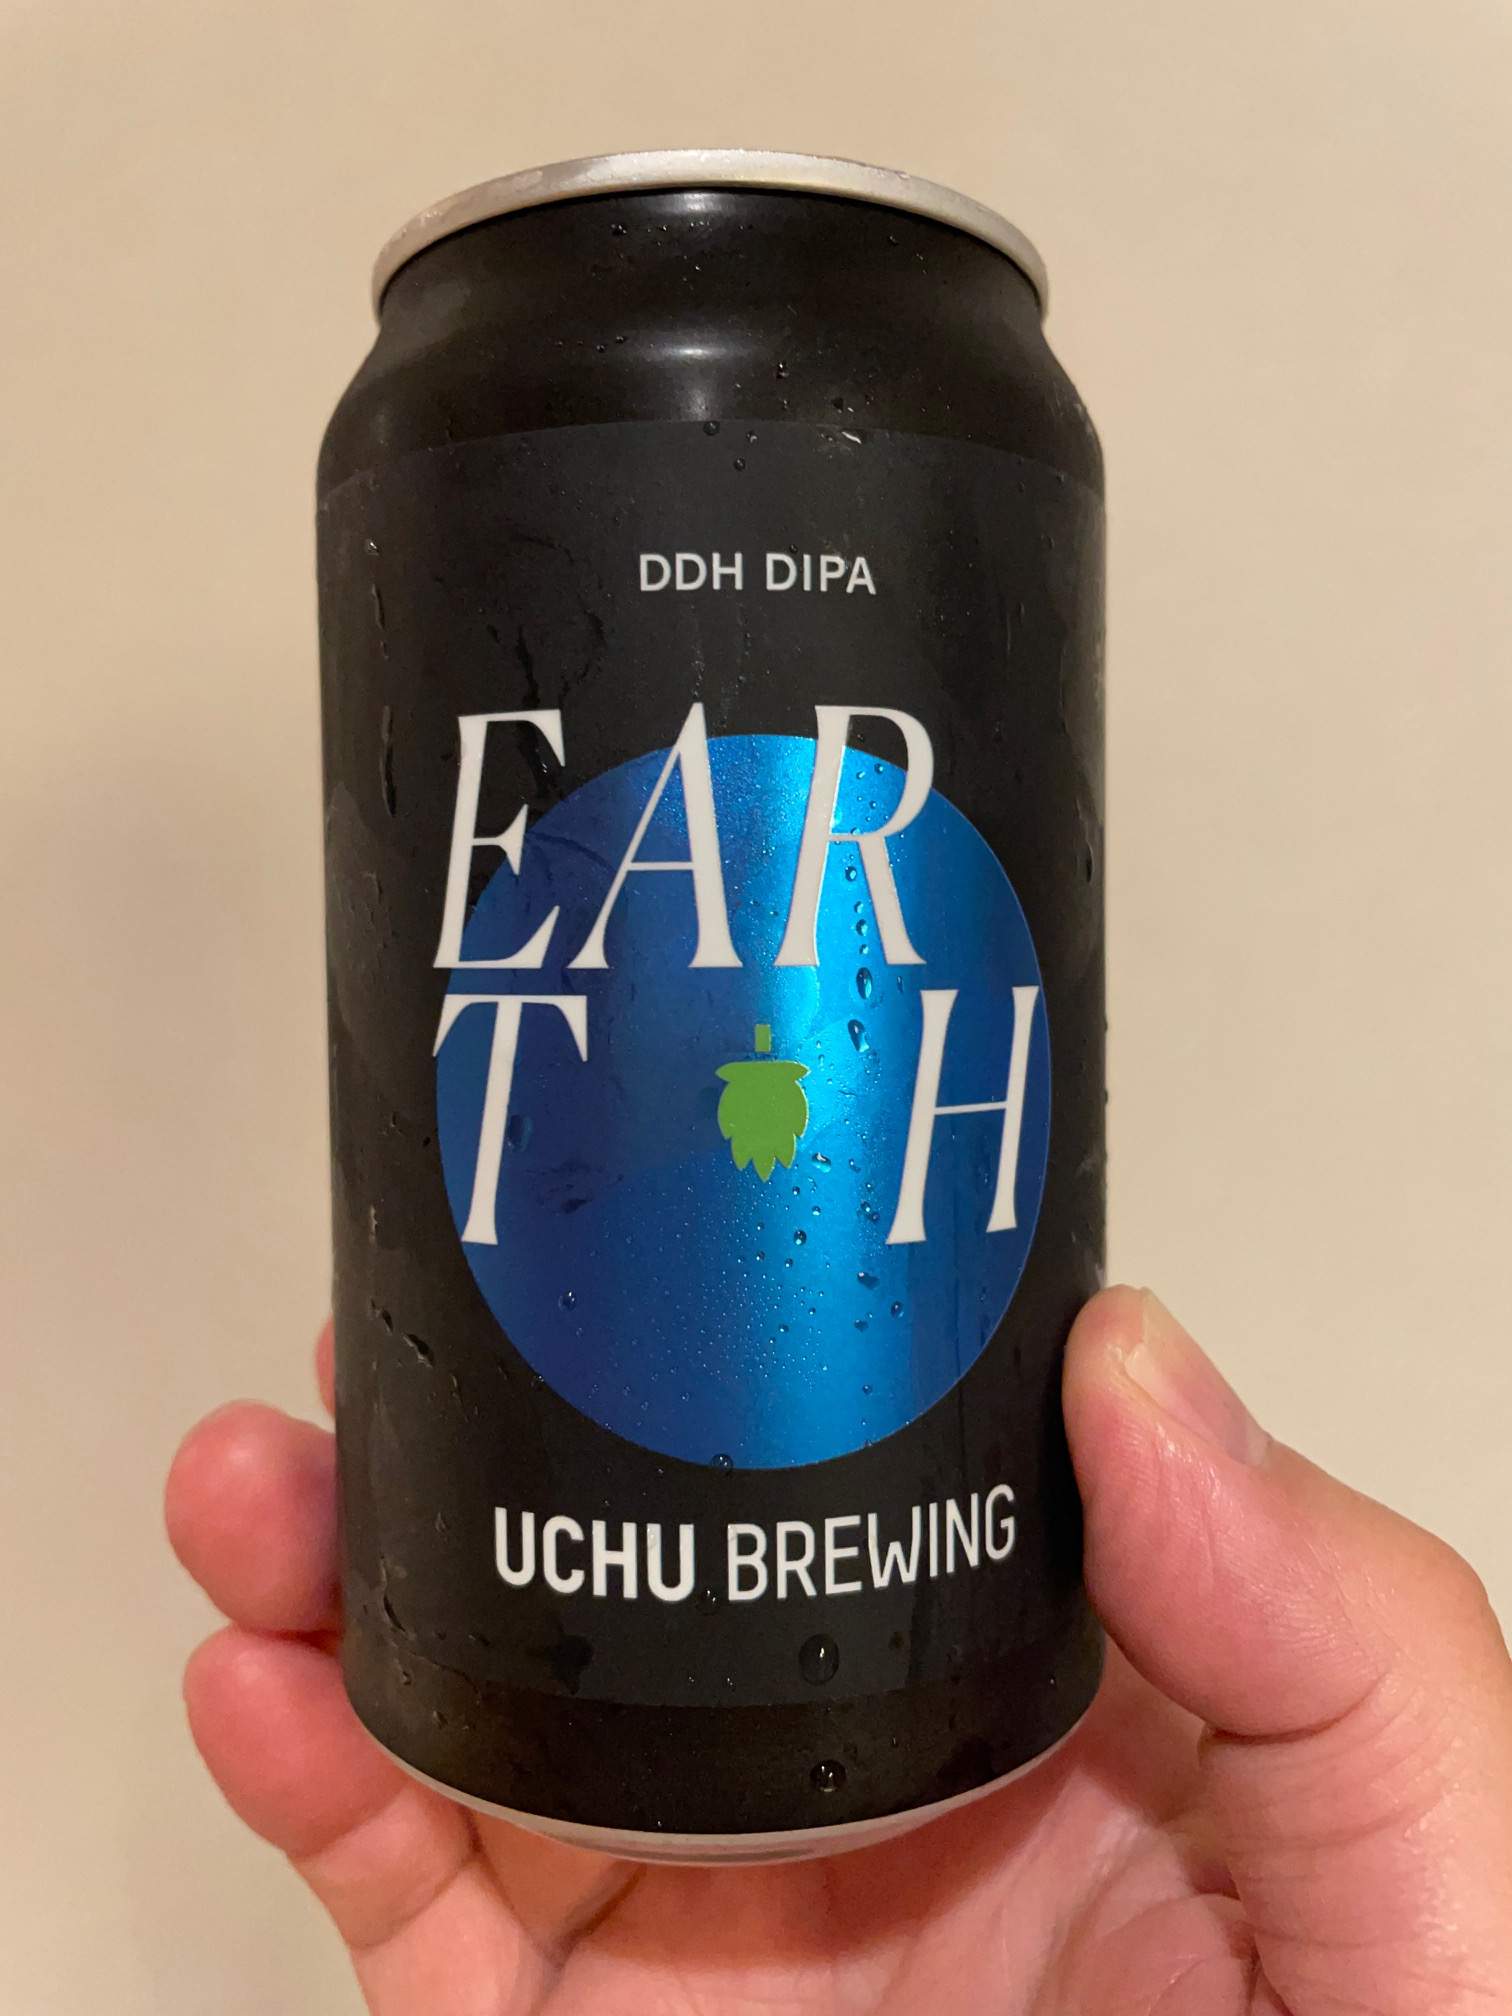 DDH DIPA
EAR
T H
UCHU BREWING